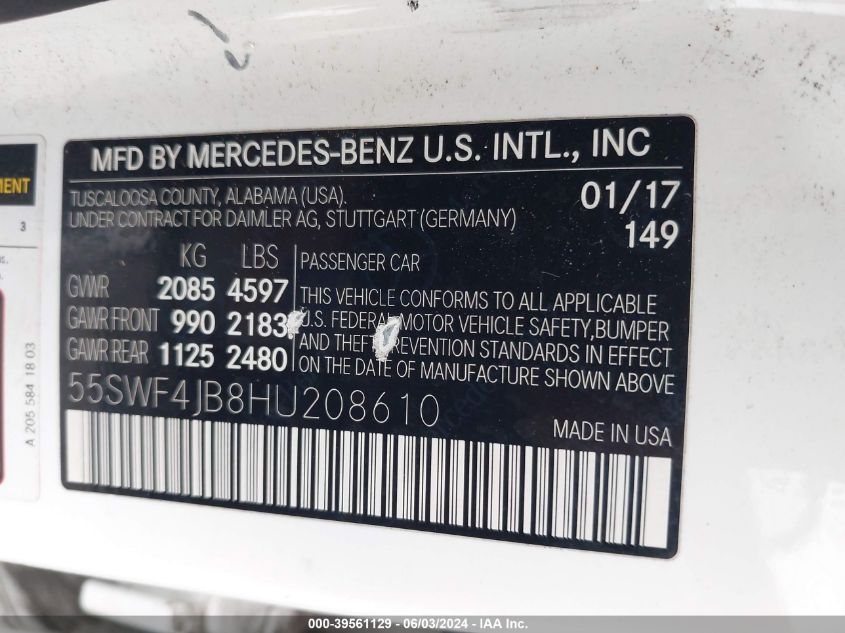 MFD BY MERCEDES-BENZ U.S. INTL., INC
TUSCALOOSA COUNTY, ALABAMA (USA).
UNDER CONTRACT FOR DAIMLER AG, STUTTGART (GERMANY)
01/17
149
KG LBS
GVWR 2085 4597
GAWR FRONT 990 2183
GAWR REAR 1125 2480
PASSENGER CAR
THIS VEHICLE CONFORMS TO ALL APPLICABLE
U.S. FEDERAL MOTOR VEHICLE SAFETY,BUMPER
AND THEFT PREVENTION STANDARDS IN EFFECT
ON THE DATE OF MANUFACTURE SHOWN ABOVE
55SWF4JB8HU208610
MADE IN USA
MENT
3
A 205 584 18 03
000-39561129 - 06/03/2024 - IAA Inc.